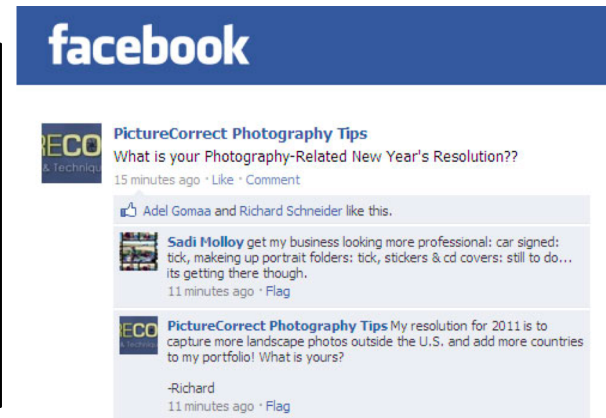 facebook
RECO
& Techniqu
PictureCorrect Photography Tips
What is your Photography-Related New Year's Resolution??
15 minutes ago · Like · Comment
Adel Gomaa and Richard Schneider like this.
Sadi Molloy get my business looking more professional: car signed:
tick, makeing up portrait folders: tick, stickers & cd covers: still to do...
its getting there though.
11 minutes ago · Flag
RECO
PictureCorrect Photography Tips My resolution for 2011 is to
capture more landscape photos outside the U.S. and add more countries
to my portfolio! What is yours?
-Richard
11 minutes ago · Flag